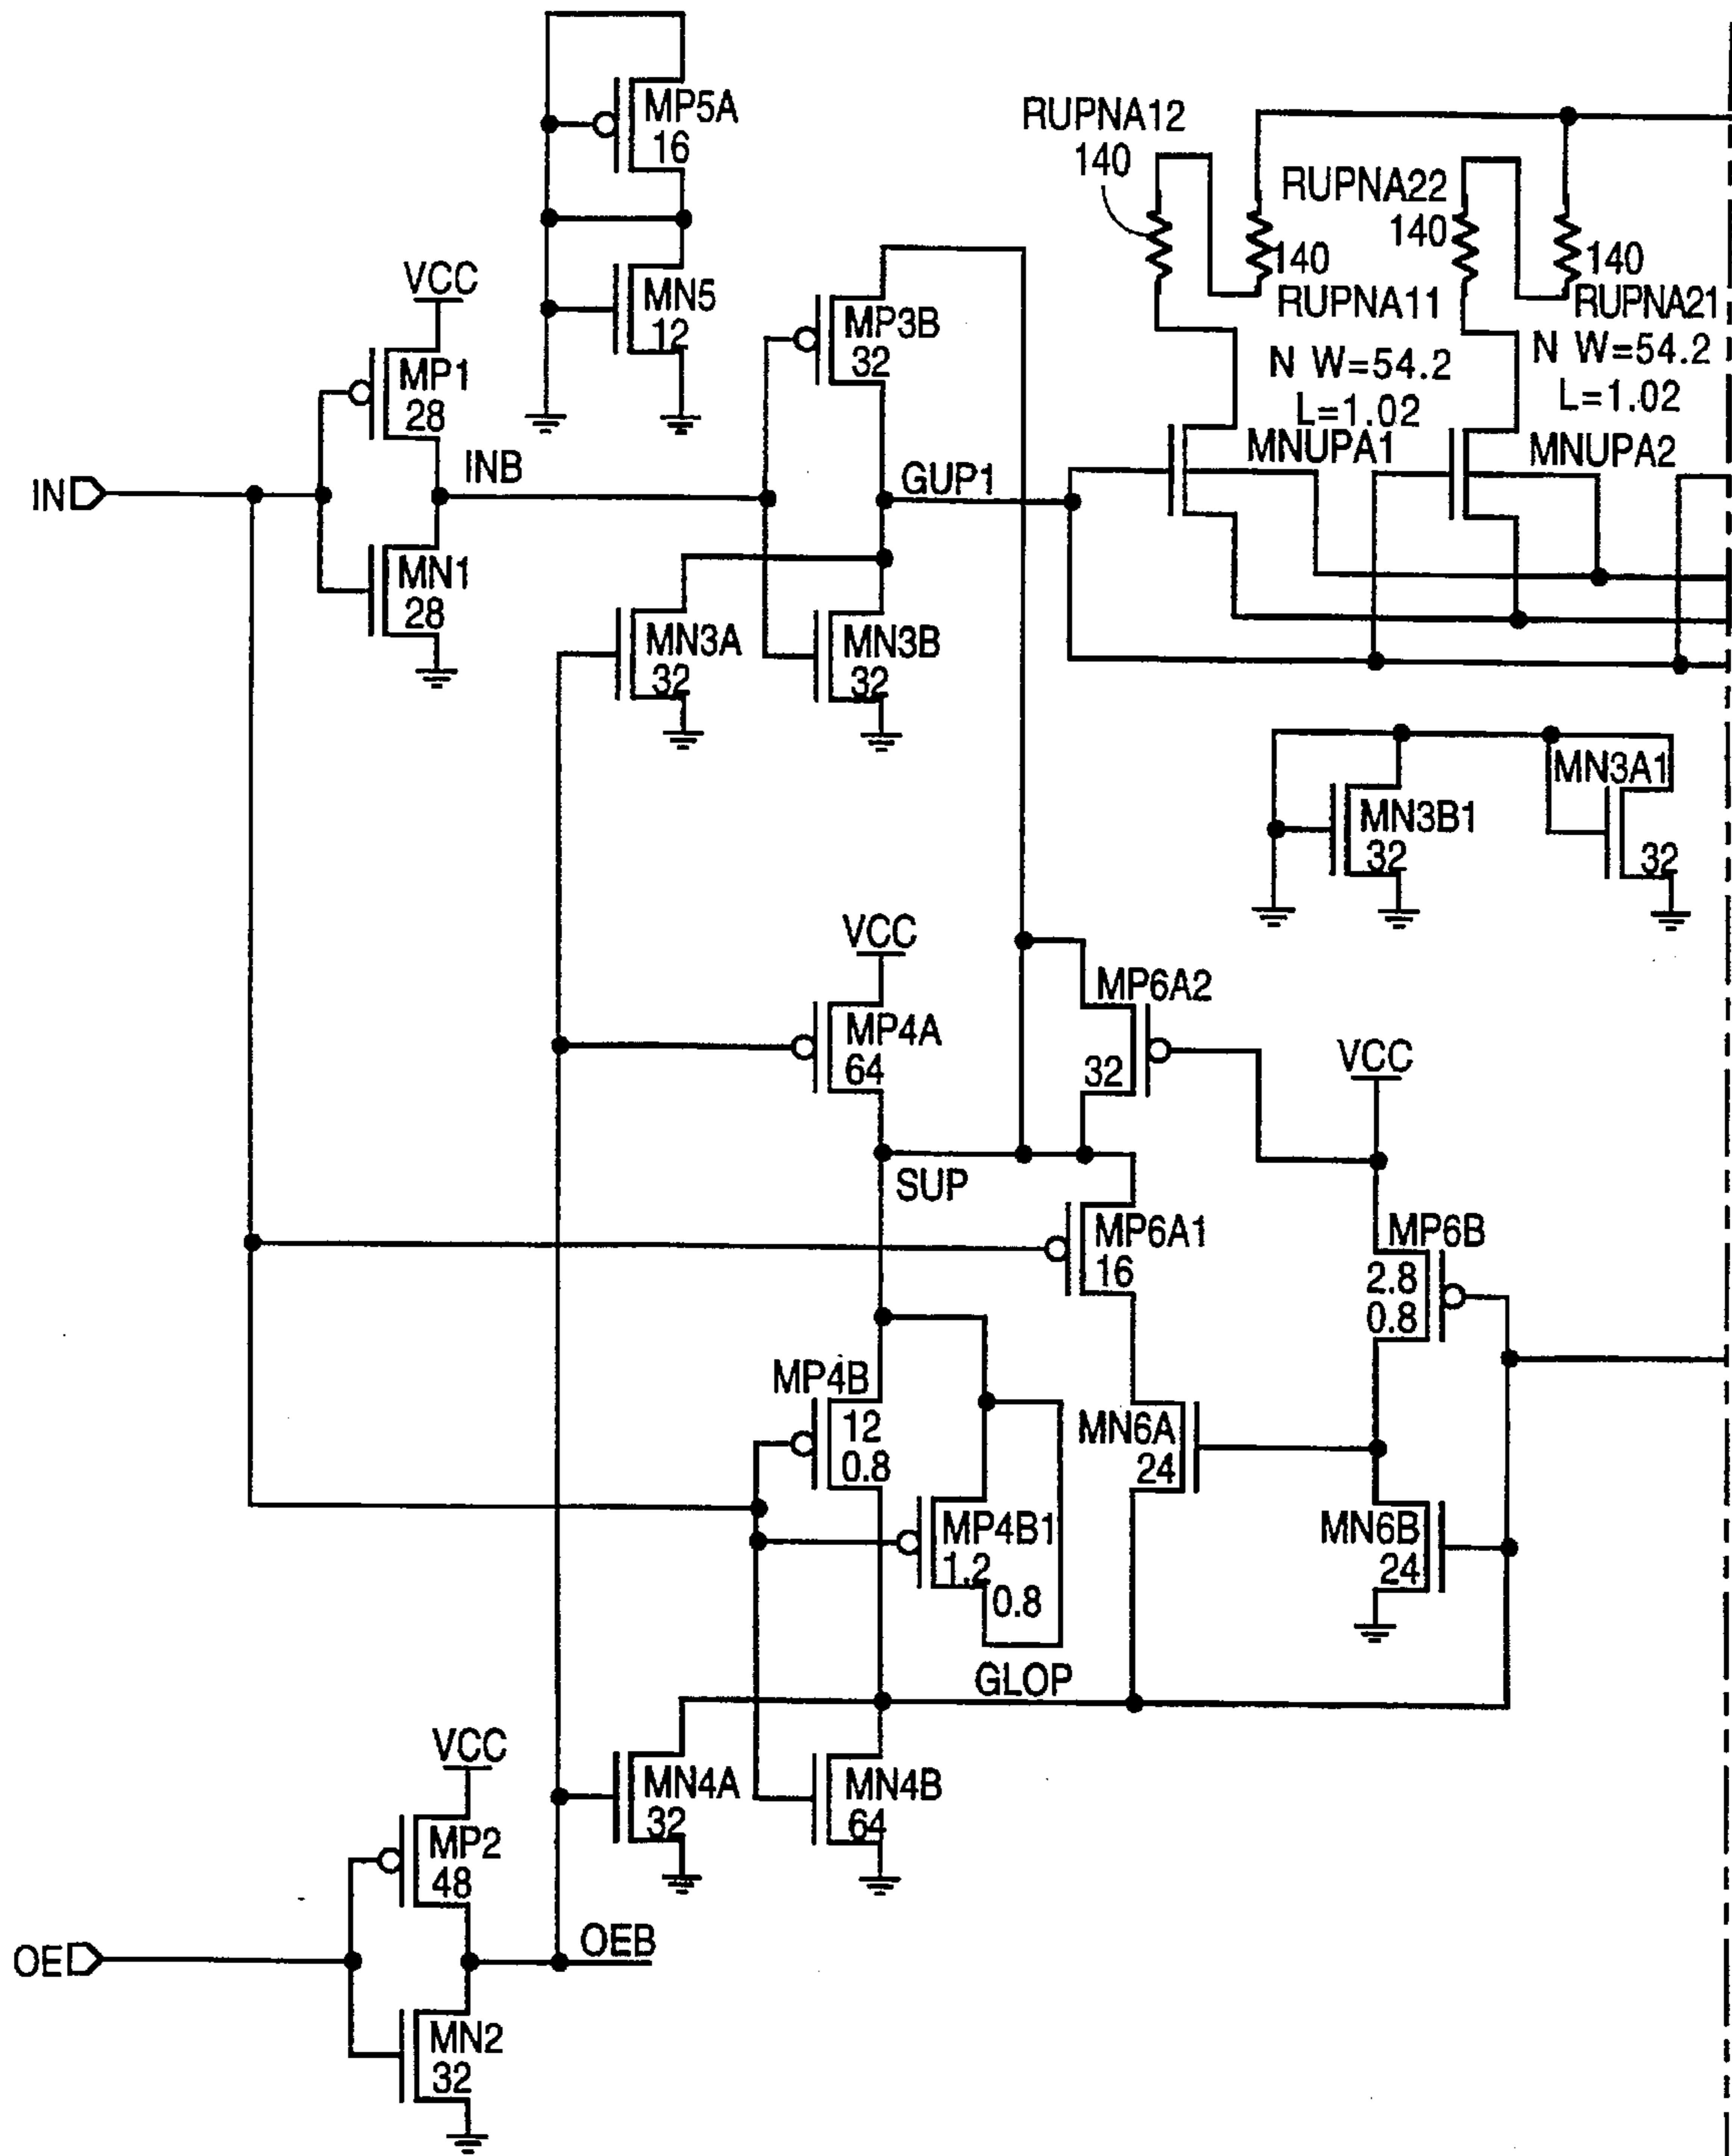 MP5A
16
RUPNA12
140
RUPNA22
140
140
RUPNA11
140
RUPNA21
VCC
MN5
12
MP3B
32
N W=54.2
L=1.02
N W=54.2
L=1.02
MP1
28
INB
GUP1
MNUPA1
MNUPA2
IN
MN1
28
MN3A
32
MN3B
32
MN3A1
32
MN3B1
32
VCC
MP4A
64
MP6A2
32
VCC
SUP
MP6A1
16
MP6B
2.8
0.8
MP4B
12
0.8
MN6A
24
MP4B1
1.2
0.8
MN6B
24
GLOP
VCC
MN4A
32
MN4B
64
MP2
48
OE
OEB
MN2
32